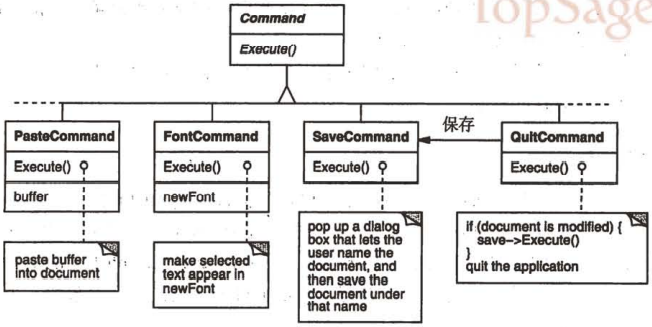 TopSage
Command
Execute()
PasteCommand
Execute()
buffer
paste buffer
into document
FontCommand
Execute()
newFont
make selected
text appear in
newFont
SaveCommand
Execute()
pop up a dialog
box that lets the
user name the
document, and
then save the
document under
that name
保存
QuitCommand
Execute()
if (document is modified) {
save->Execute()
}
quit the application